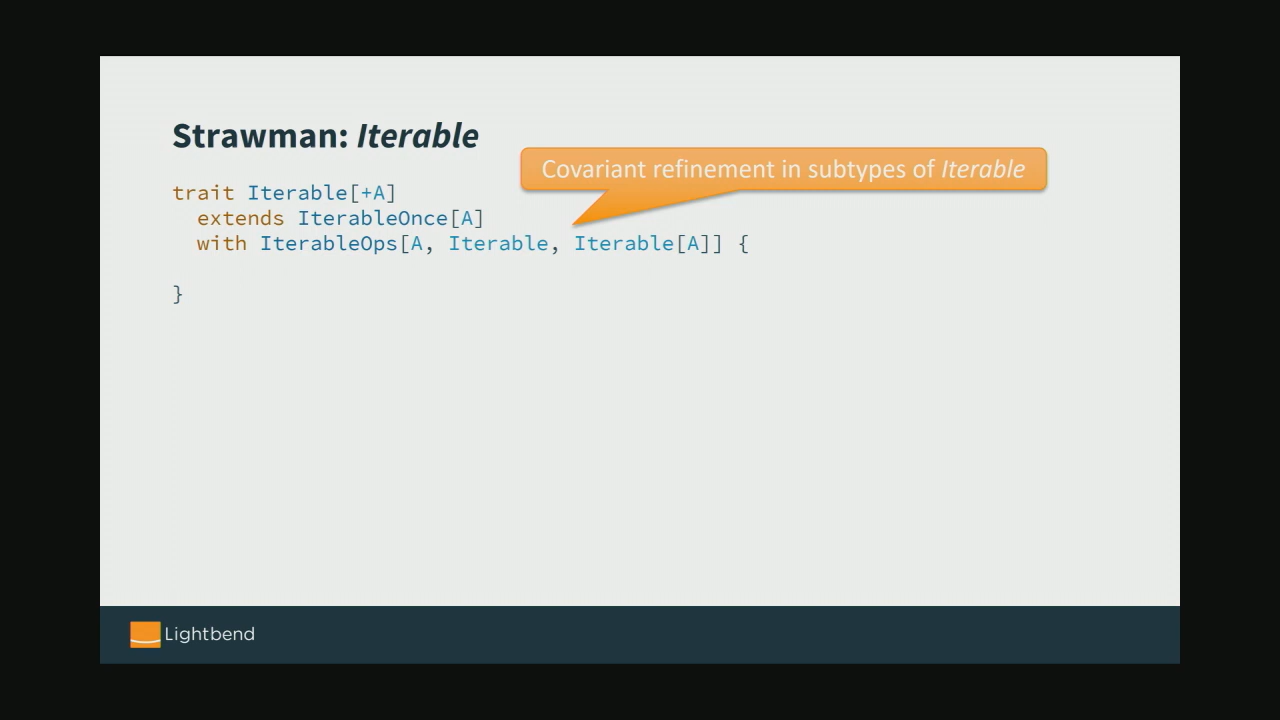 Strawman: Iterable
Covariant refinement in subtypes of Iterable
trait Iterable[+A]
  extends IterableOnce[A]
  with IterableOps[A, Iterable, Iterable[A]] {
}
Lightbend